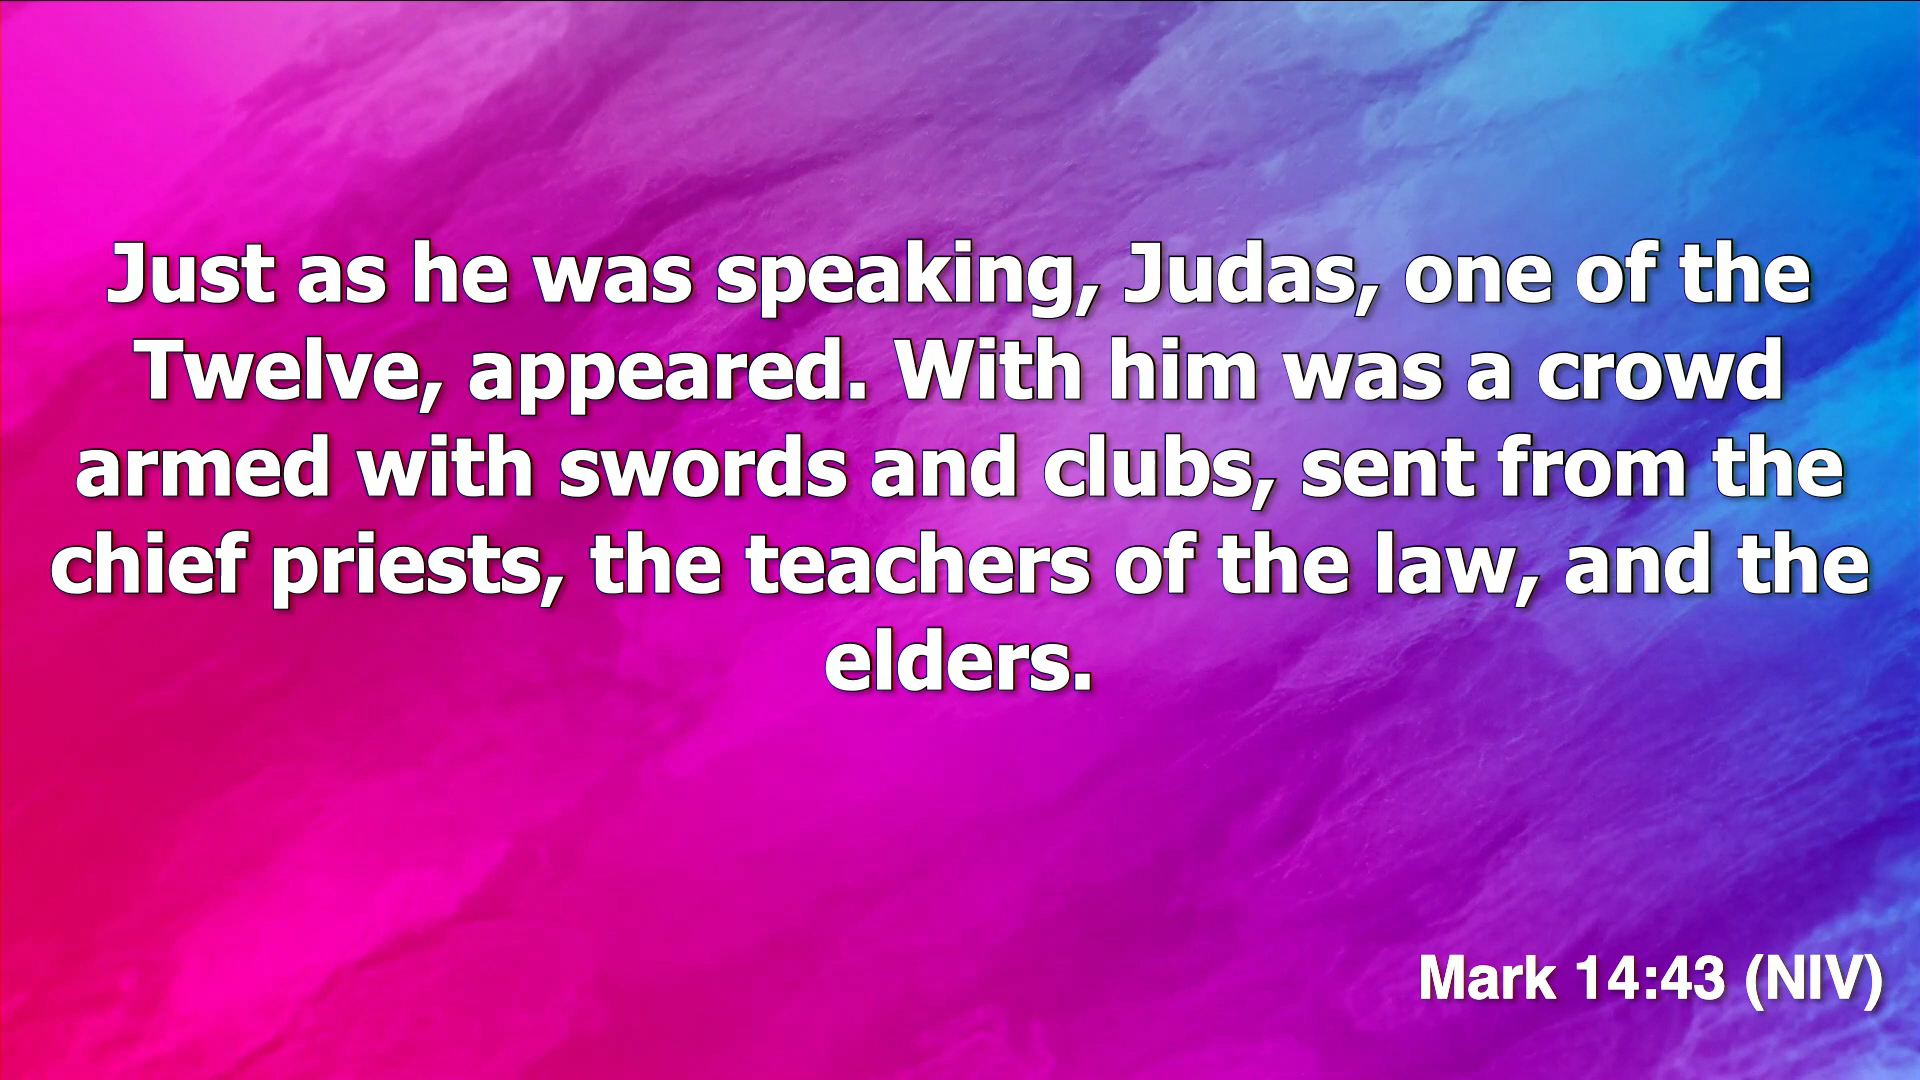 Just as he was speaking, Judas, one of the
Twelve, appeared. With him was a crowd
armed with swords and clubs, sent from the
chief priests, the teachers of the law, and the
elders.
Mark 14:43 (NIV)